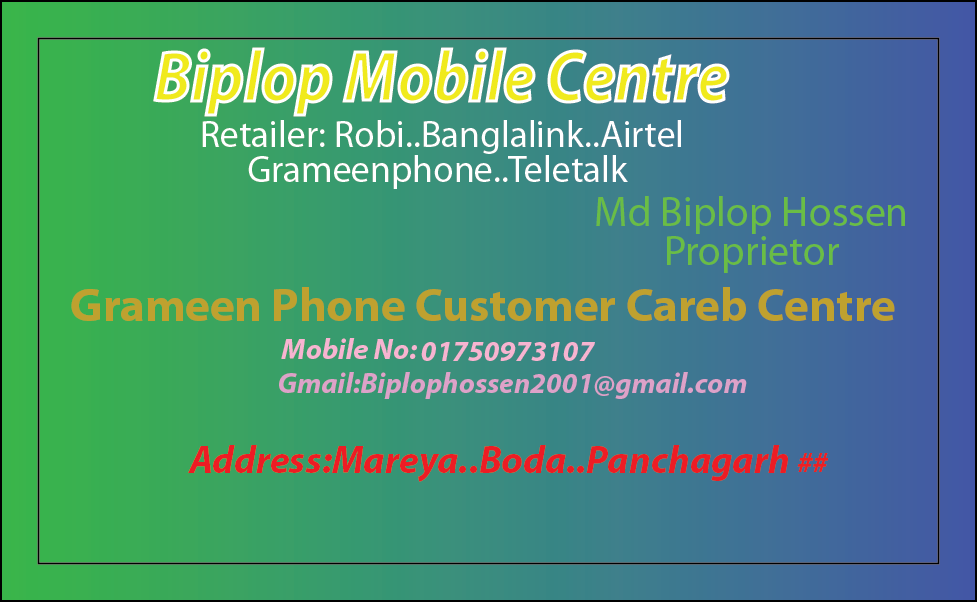 Biplop Mobile Centre
Retailer: Robi..Banglalink..Airtel
Grameenphone..Teletalk
Md Biplop Hossen
Proprietor
Grameen Phone Customer Careb Centre
Mobile No: 01750973107
Gmail:Biplophossen2001@gmail.com
Address:Mareya..Boda..Panchagarh ##